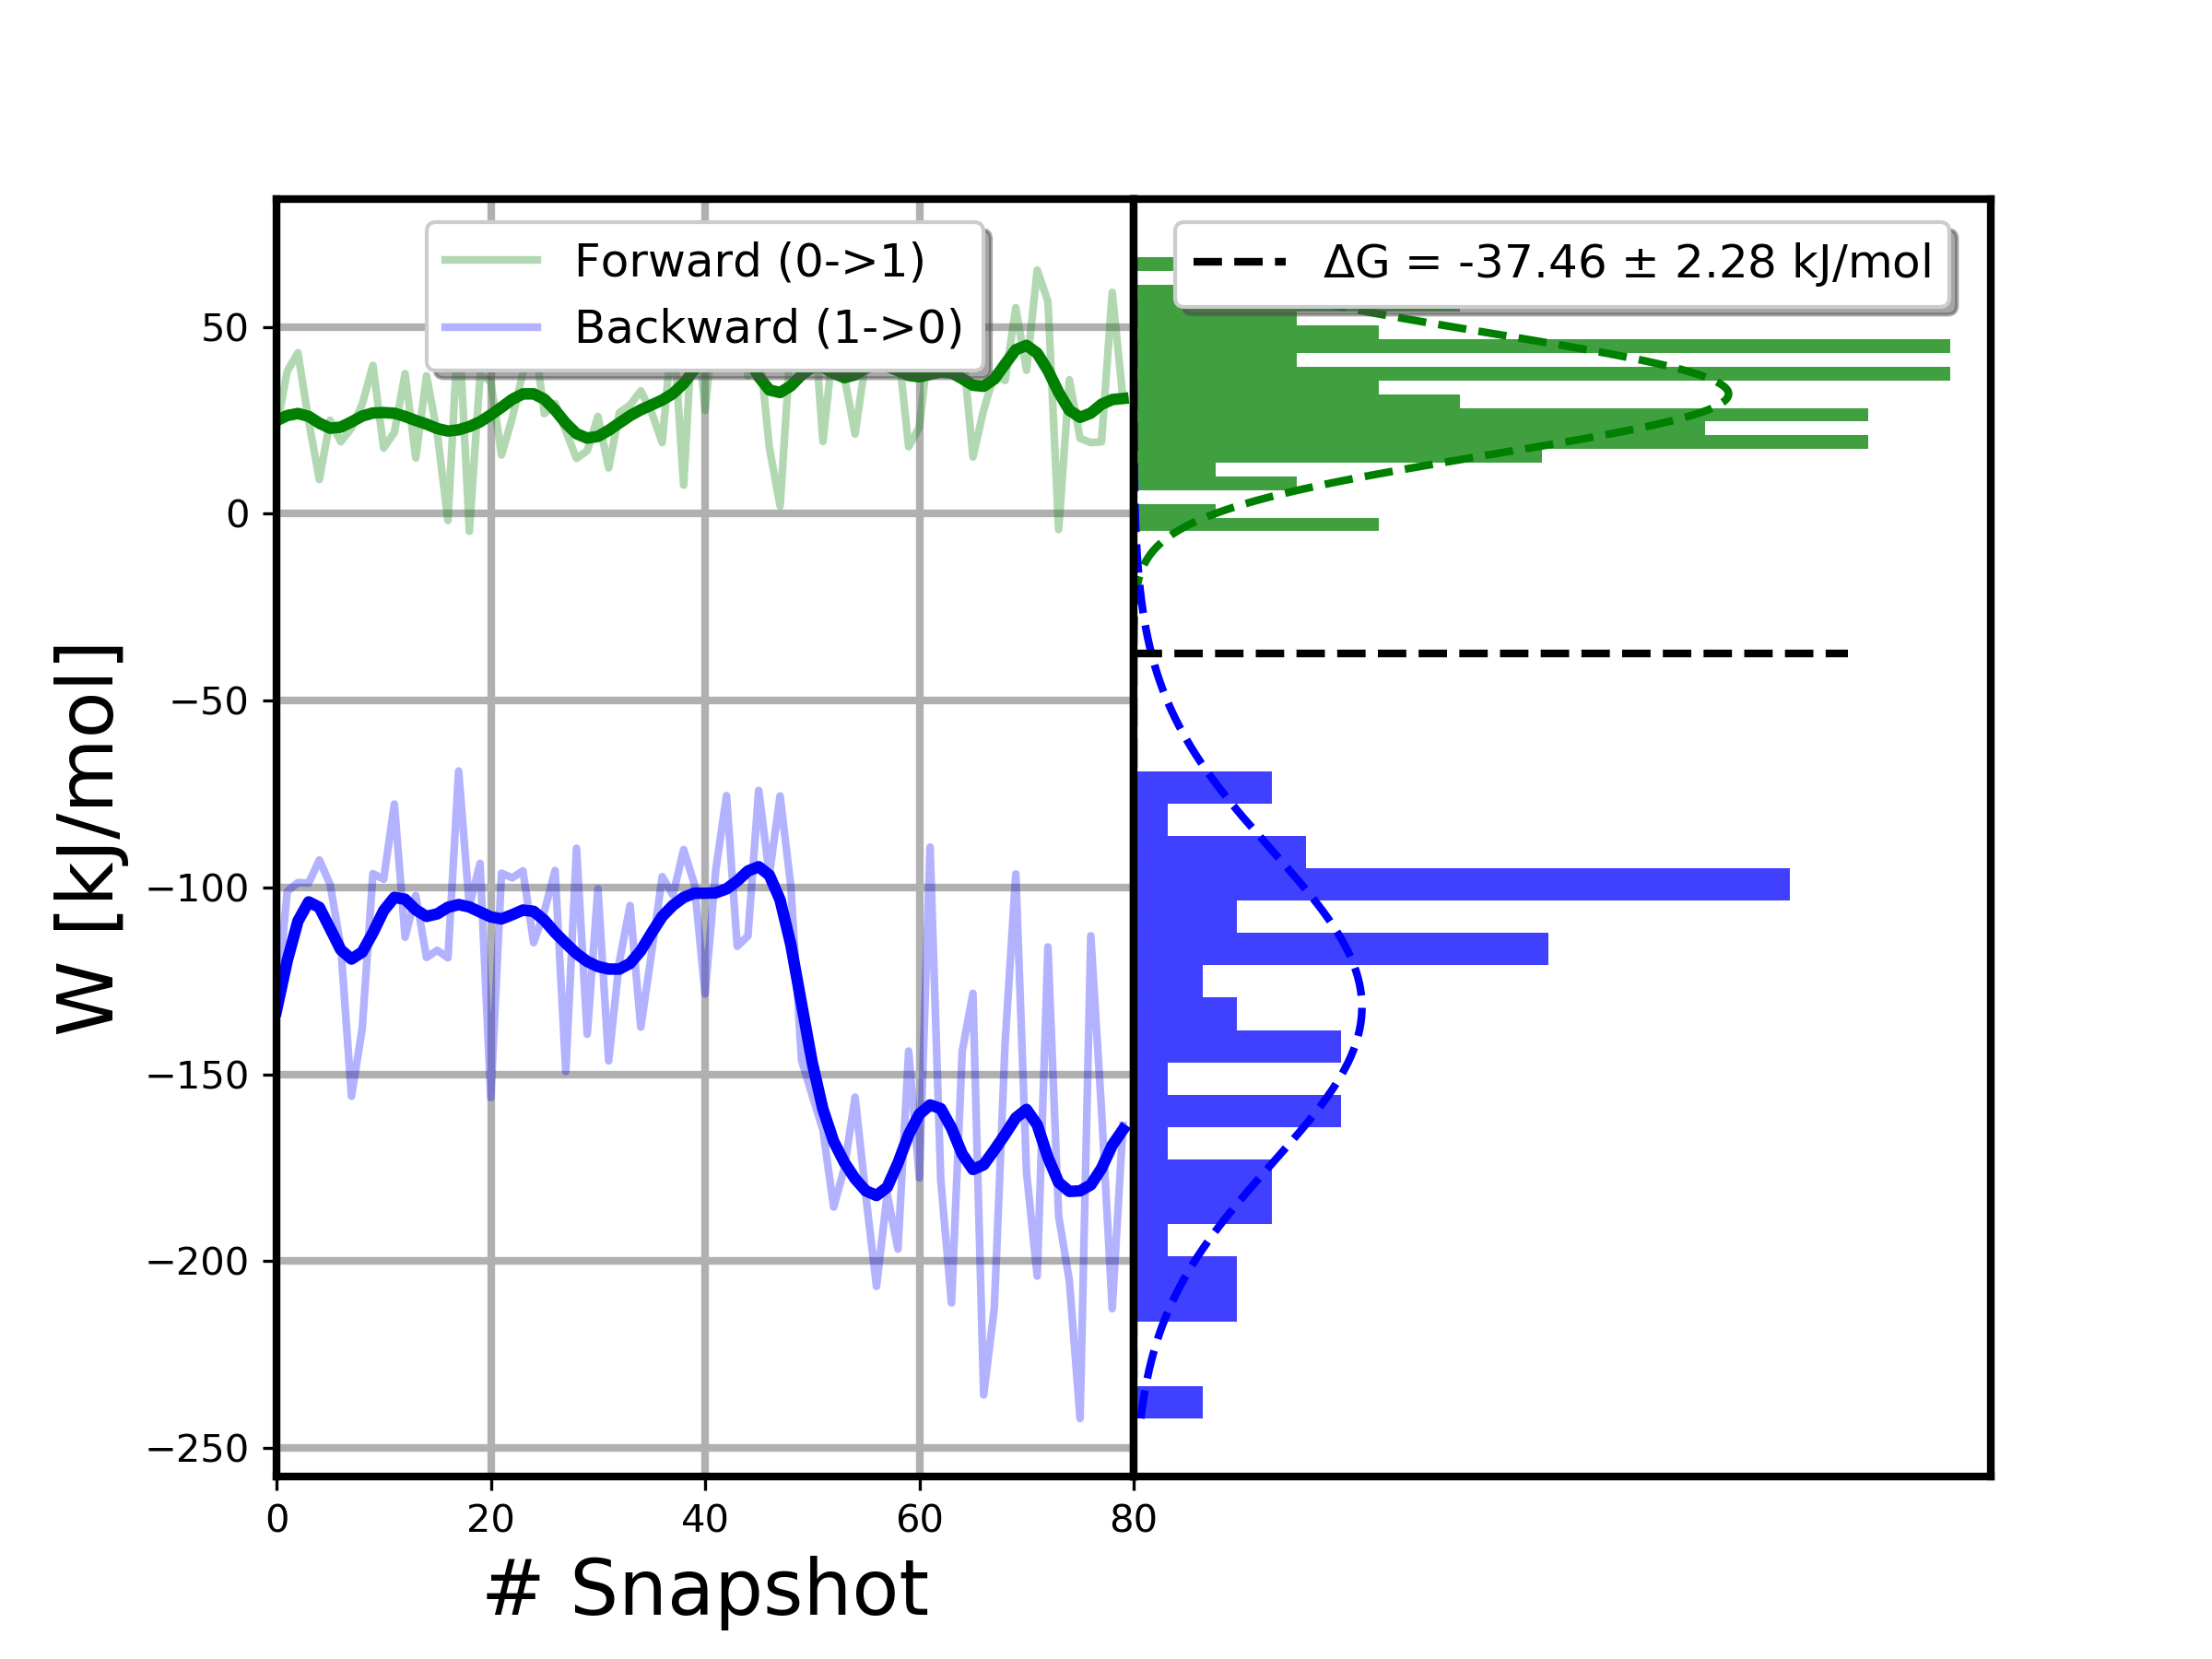 Forward (0->1)
Backward (1->0)
ΔG = -37.46 ± 2.28 kJ/mol
50
0
−50
−100
−150
−200
−250
W [kJ/mol]
0 20 40 60 80
# Snapshot